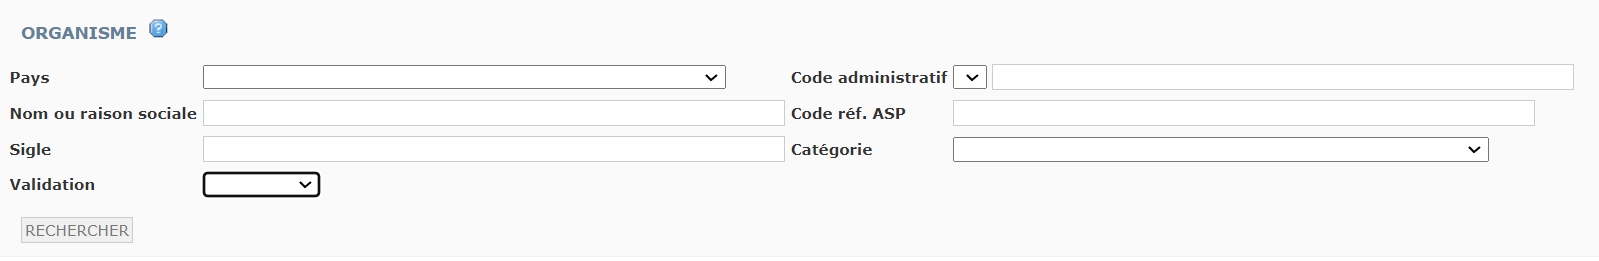 ORGANISME ?
Pays Code administratif
Nom ou raison sociale Code réf. ASP
Sigle Catégorie
Validation
RECHERCHER